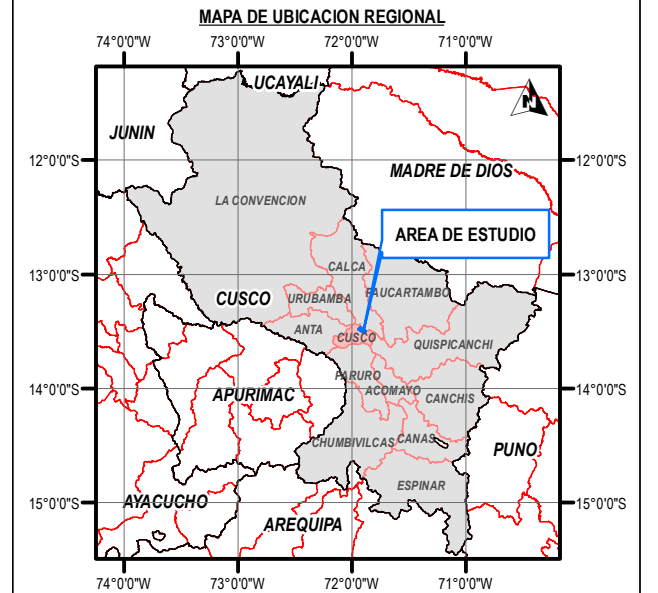 MAPA DE UBICACION REGIONAL
74°0'0"W 73°0'0"W 72°0'0"W 71°0'0"W
UCAYALI
N
JUNIN
12°0'0"S 12°0'0"S
MADRE DE DIOS
LA CONVENCION
AREA DE ESTUDIO
CALCA
13°0'0"S 13°0'0"S
PAUCARTAMBO
URUBAMBA
CUSCO
ANTA
CUSCO
QUISPICANCHI
PARURO
14°0'0"S 14°0'0"S
ACOMAYO
APURIMAC
CANCHIS
CHUMBIVILCAS
CANAS
PUNO
ESPINAR
15°0'0"S 15°0'0"S
AYACUCHO
AREQUIPA
74°0'0"W 73°0'0"W 72°0'0"W 71°0'0"W